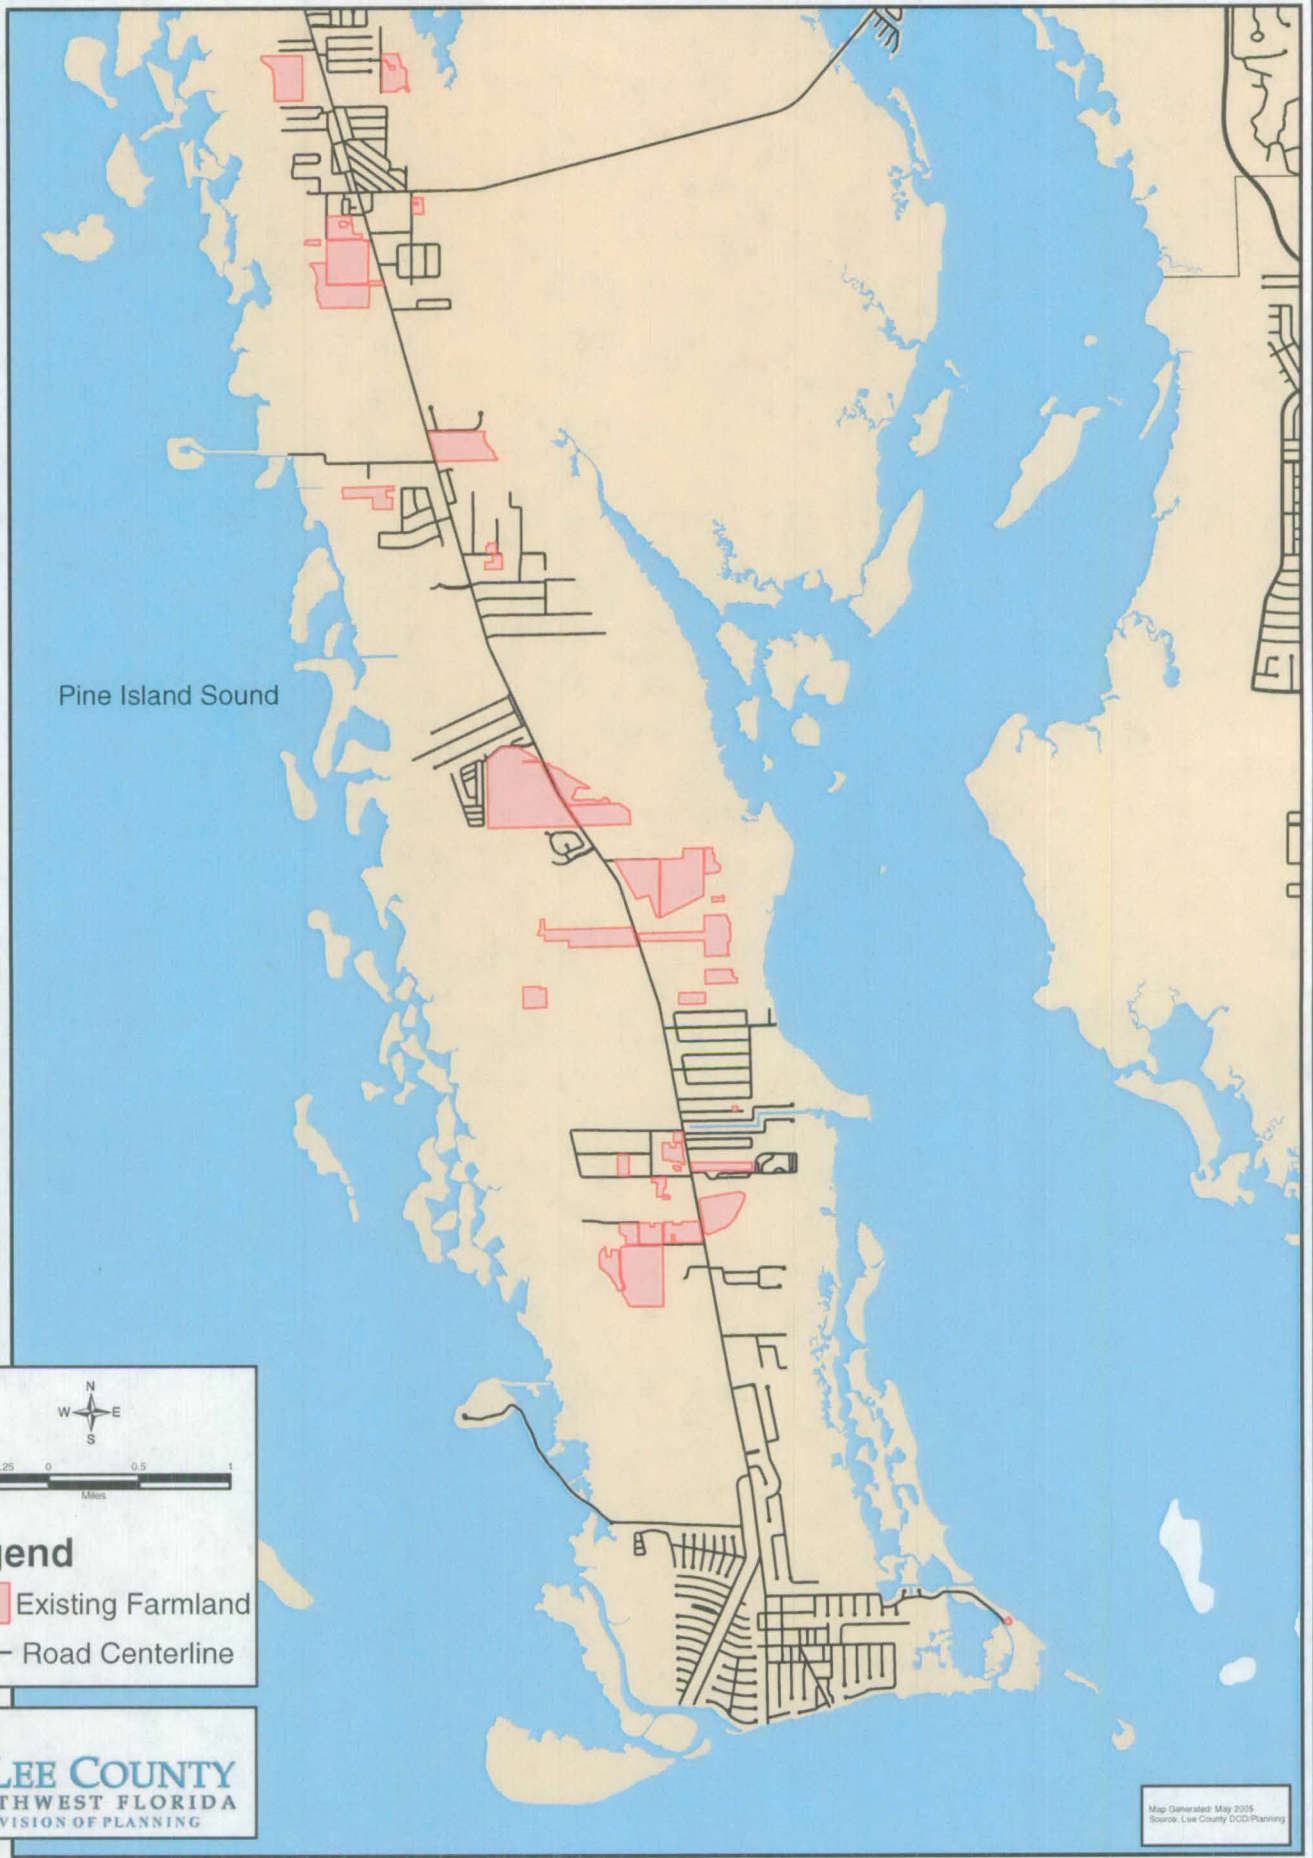 Pine Island Sound
N
W E
S
.25 0 0.5 1
Miles
gend
Existing Farmland
Road Centerline
LEE COUNTY
THWEST FLORIDA
VISION OF PLANNING
Map Generated: May 2005
Source: Lee County DCD/Planning